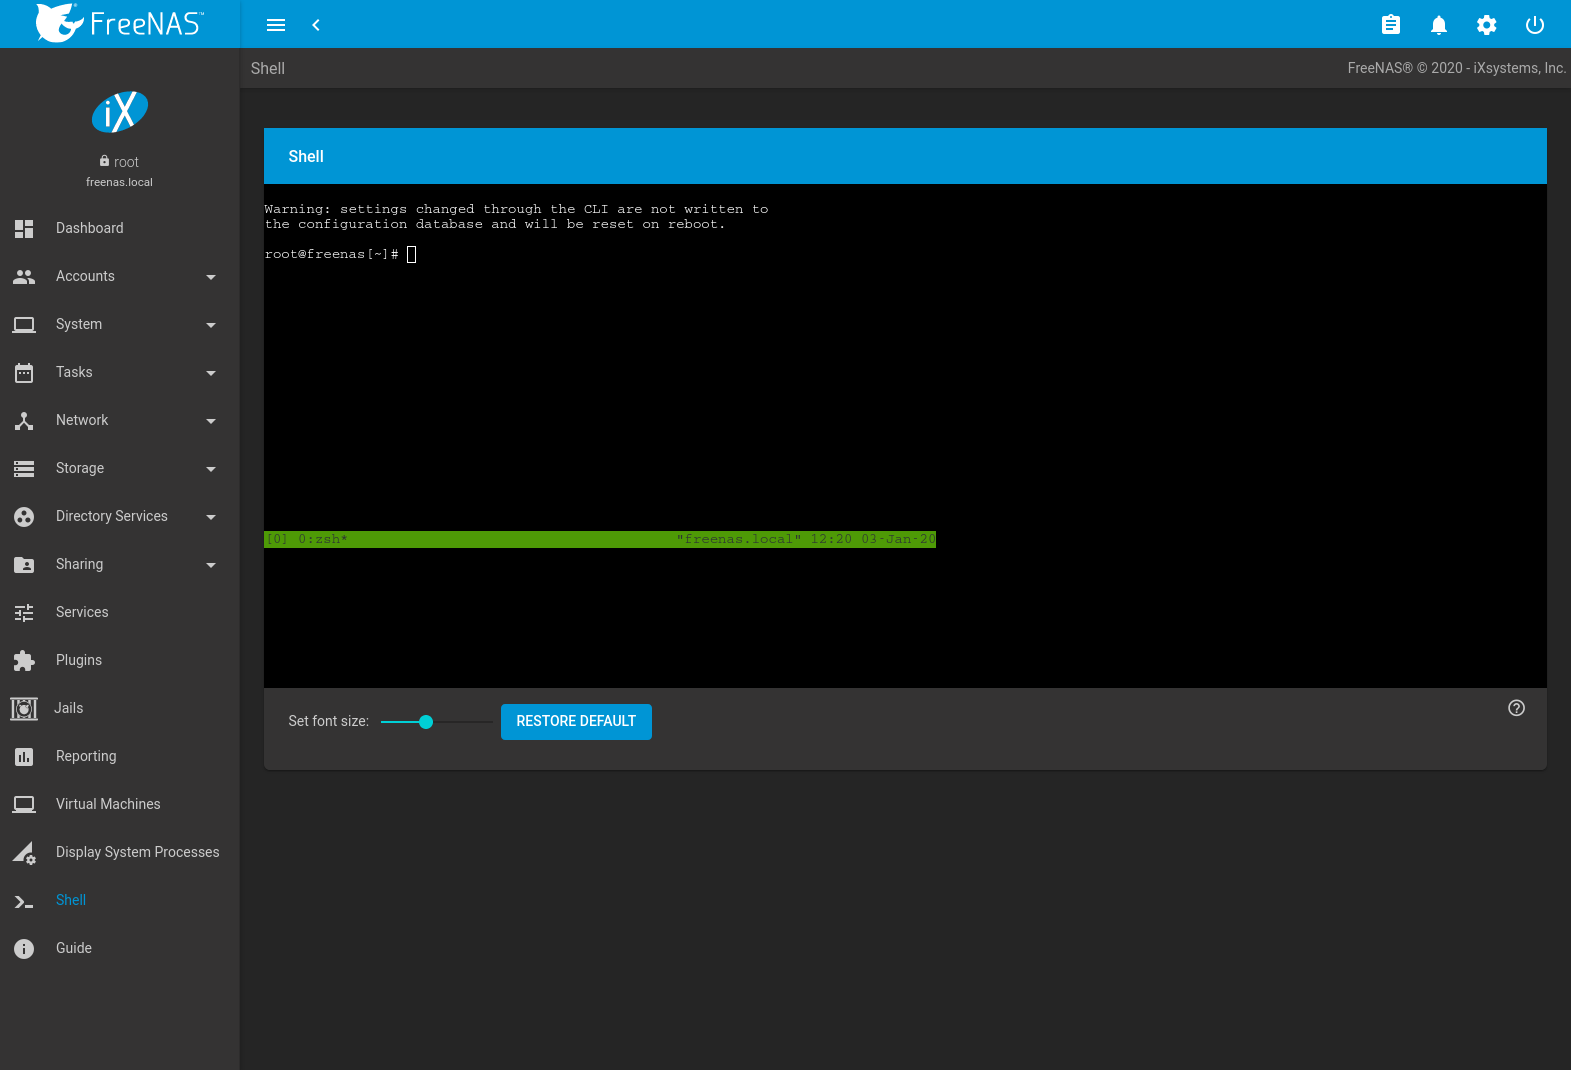 FreeNAS™
Shell
FreeNAS® © 2020 - iXsystems, Inc.
iX
root
freenas.local
Dashboard
Accounts
System
Tasks
Network
Storage
Directory Services
Sharing
Services
Plugins
Jails
Reporting
Virtual Machines
Display System Processes
Shell
Guide
Shell
Warning: settings changed through the CLI are not written to
the configuration database and will be reset on reboot.
root@freenas[~]#
[0] 0:zsh* "freenas.local" 12:20 03-Jan-20
Set font size:
RESTORE DEFAULT